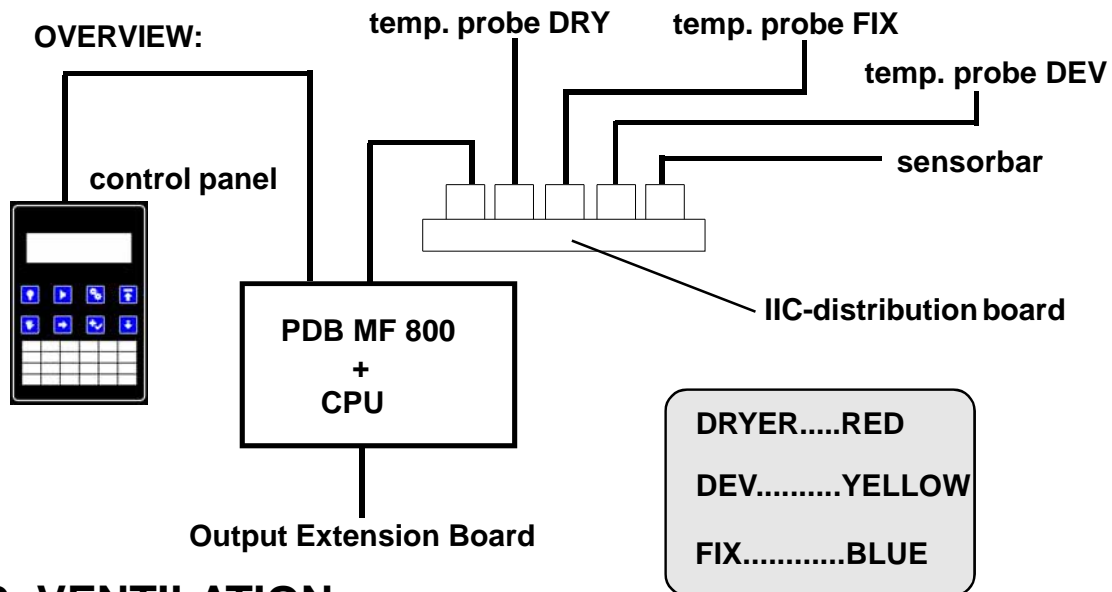 OVERVIEW:
temp. probe DRY
temp. probe FIX
temp. probe DEV
sensorbar
control panel
IIC-distribution board
PDB MF 800
+
CPU
DRYER.....RED
DEV..........YELLOW
FIX............BLUE
Output Extension Board
VENTILATION